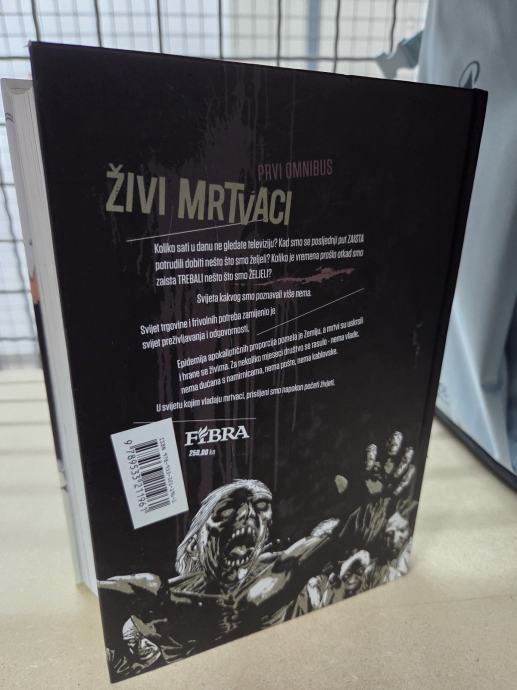 PRVI OMNIBUS
ŽIVI MRTVACI
Koliko sati u danu ne gledate televiziju? Kad smo se posljednji put ZAISTA
potrudili dobiti nešto što smo željeli? Koliko je vremena prošlo otkad smo
zaista TREBALI nešto što smo ŽELJELI?
Svijeta kakvog smo poznavali više nema.
Svijet trgovine i frivolnih potreba zamijenio je
svijet preživljavanja i odgovornosti.
Epidemija apokaliptičnih proporcija pomela je Zemlju, a mrtvi su uskrsli
i hrane se živima. Za nekoliko mjeseci društvo se rasulo - nema vlade,
nema dućana s namirnicama, nema pošte, nema kablovske.
U svijetu kojim vladaju mrtvaci, prisiljeni smo napokon početi živjeti.
FIBRA
250,00 kn
9789533211961